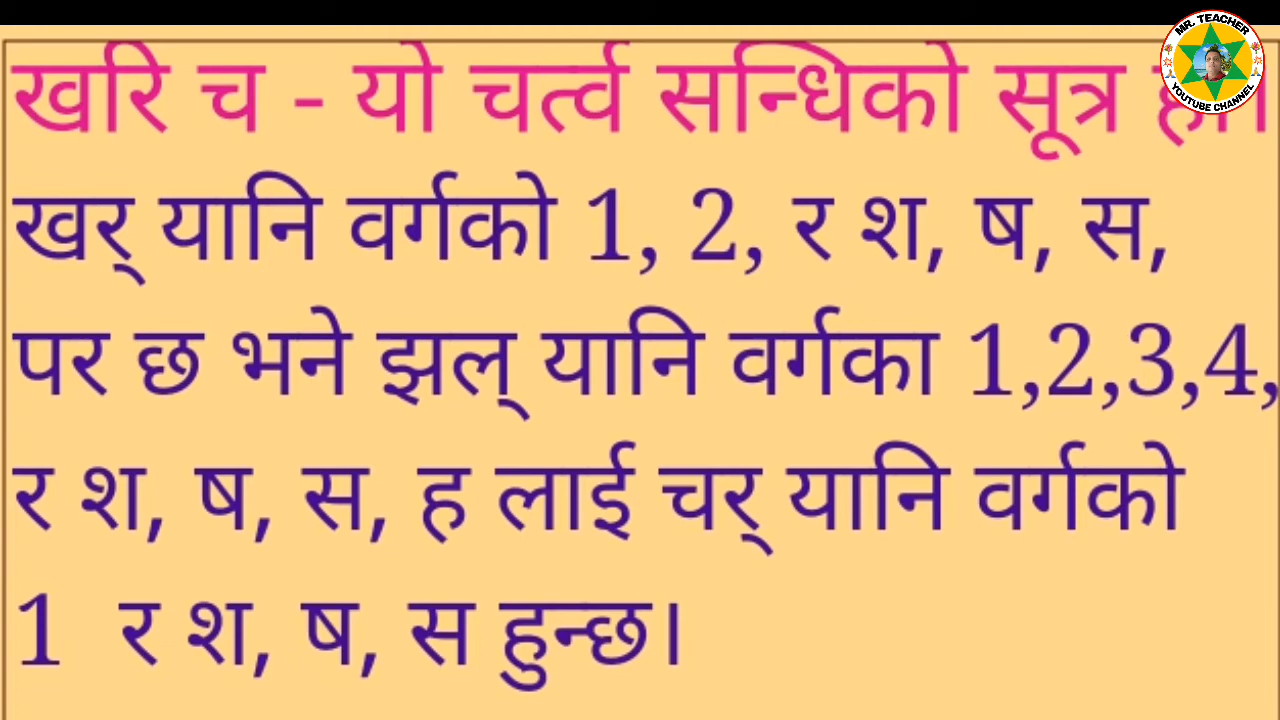 खरि च - यो चर्त्व सन्धिको सूत्र हो।
खर् यानि वर्गको 1, 2, र श, ष, स,
पर छ भने झल् यानि वर्गका 1,2,3,4,
र श, ष, स, ह लाई चर् यानि वर्गको
1 र श, ष, स हुन्छ।
MR. TEACHER
YOUTUBE CHANNEL